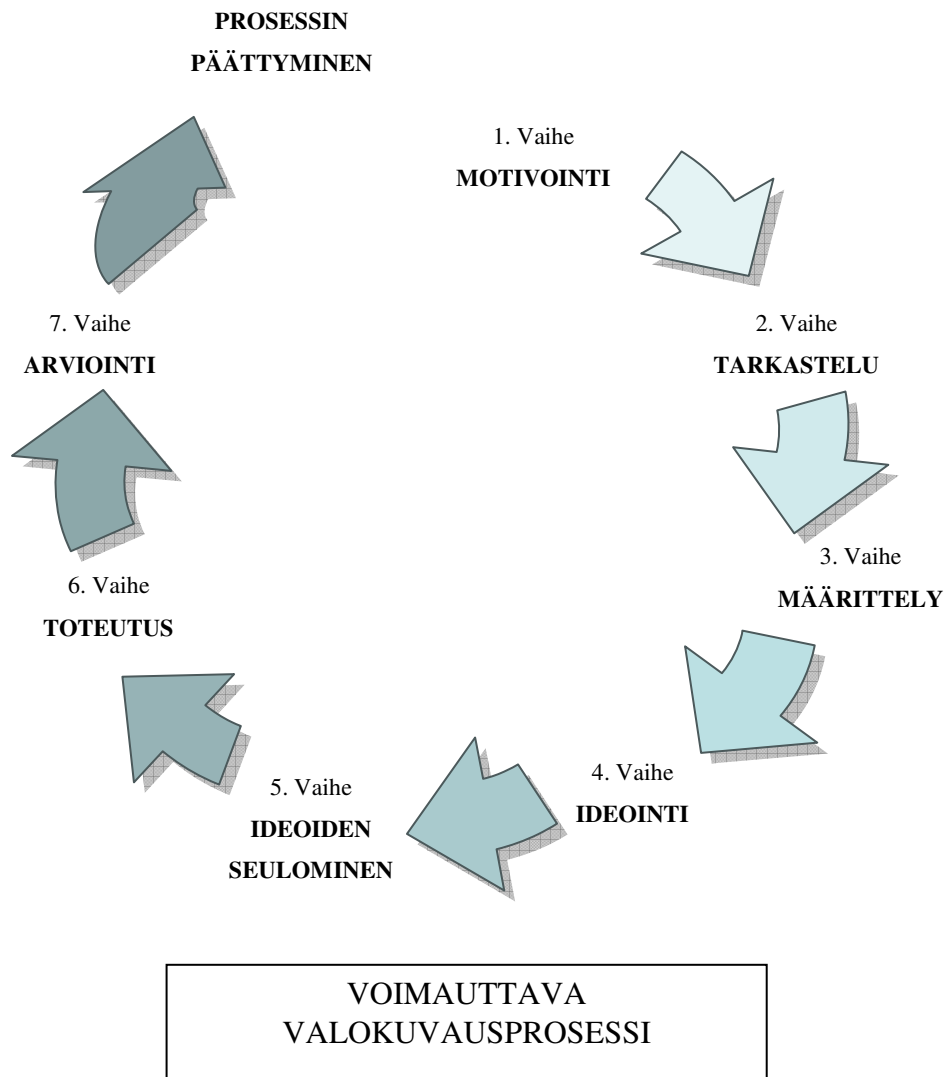 PROSESSIN
PÄÄTTYMINEN
1. Vaihe
MOTIVOINTI
2. Vaihe
TARKASTELU
3. Vaihe
MÄÄRITTELY
4. Vaihe
IDEOINTI
5. Vaihe
IDEOIDEN
SEULOMINEN
6. Vaihe
TOTEUTUS
7. Vaihe
ARVIOINTI
VOIMAUTTAVA
VALOKUVAUSPROSESSI